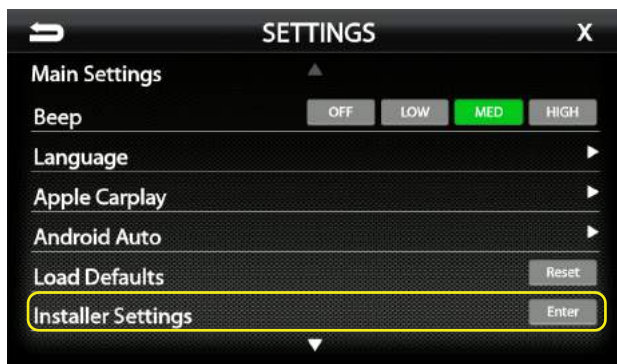 SETTINGS X
Main Settings
Beep OFF LOW MED HIGH
Language
Apple Carplay
Android Auto
Load Defaults Reset
Installer Settings Enter